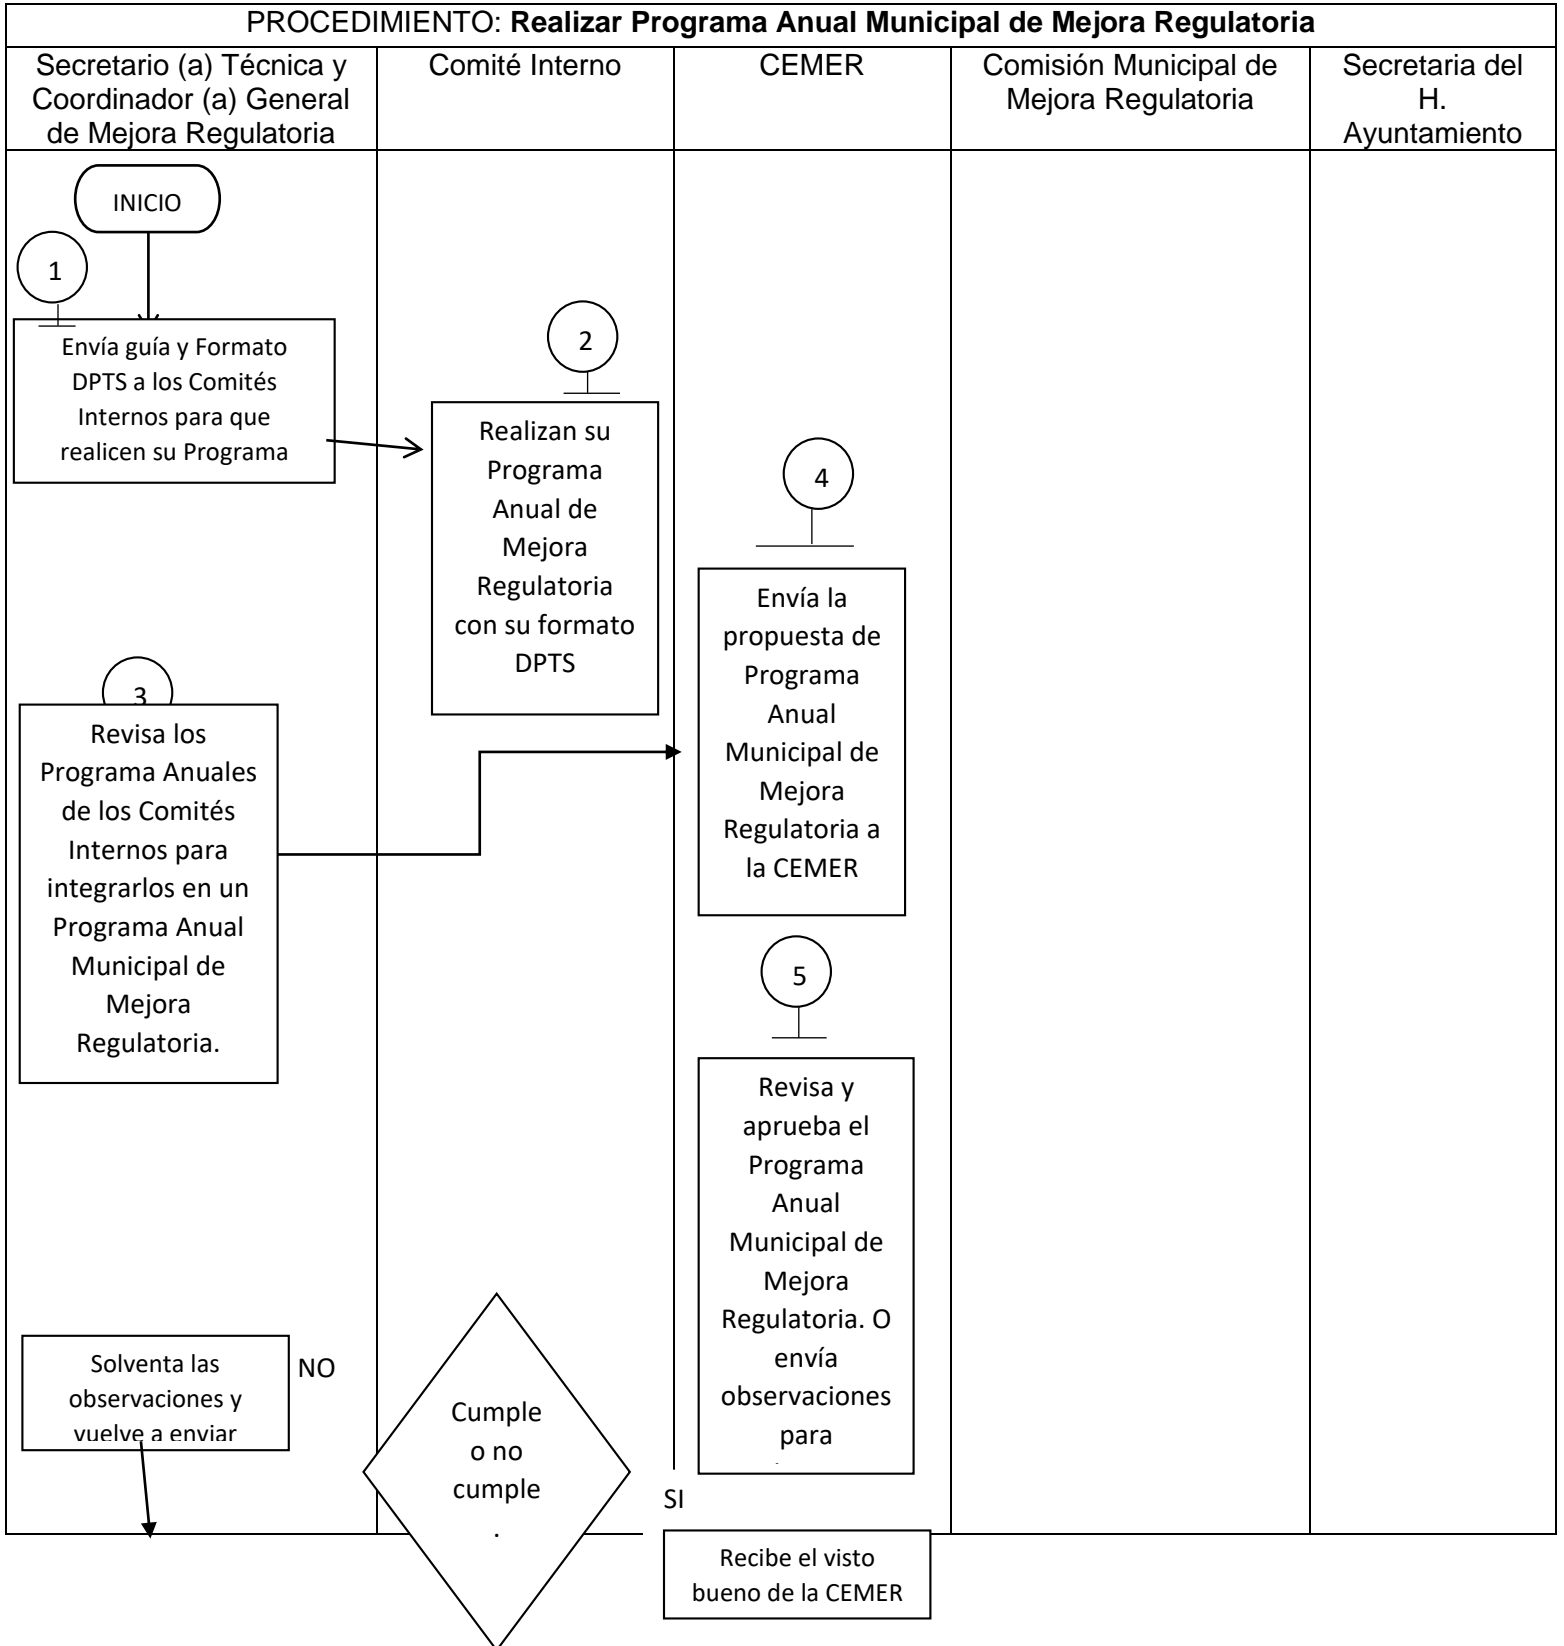 PROCEDIMIENTO: Realizar Programa Anual Municipal de Mejora Regulatoria
Secretario (a) Técnica y
Coordinador (a) General
de Mejora Regulatoria
Comité Interno
CEMER
Comisión Municipal de
Mejora Regulatoria
Secretaria del
H.
Ayuntamiento
INICIO
1
Envía guía y Formato
DPTS a los Comités
Internos para que
realicen su Programa
2
Realizan su
Programa
Anual de
Mejora
Regulatoria
con su formato
DPTS
3
Revisa los
Programa Anuales
de los Comités
Internos para
integrarlos en un
Programa Anual
Municipal de
Mejora
Regulatoria.
4
Envía la
propuesta de
Programa
Anual
Municipal de
Mejora
Regulatoria a
la CEMER
5
Revisa y
aprueba el
Programa
Anual
Municipal de
Mejora
Regulatoria. O
envía
observaciones
para
Cumple
o no
cumple
.
NO
Solventa las
observaciones y
vuelve a enviar
SI
Recibe el visto
bueno de la CEMER